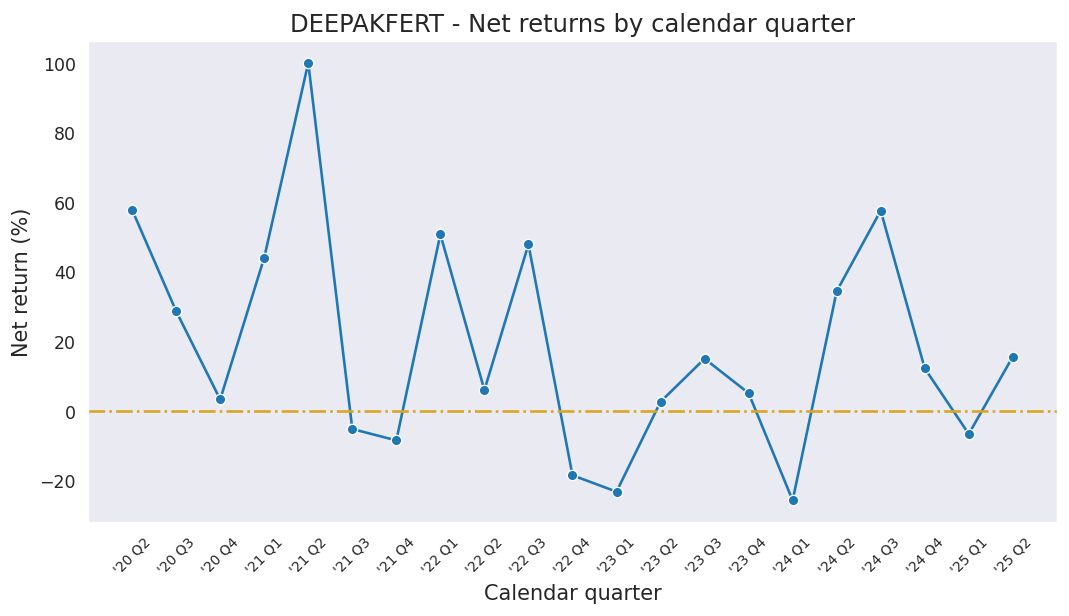 DEEPAKFERT - Net returns by calendar quarter
Net return (%)
100
80
60
40
20
0
−20
'20 Q2
'20 Q3
'20 Q4
'21 Q1
'21 Q2
'21 Q3
'21 Q4
'22 Q1
'22 Q2
'22 Q3
'22 Q4
'23 Q1
'23 Q2
'23 Q3
'23 Q4
'24 Q1
'24 Q2
'24 Q3
'24 Q4
'25 Q1
'25 Q2
Calendar quarter